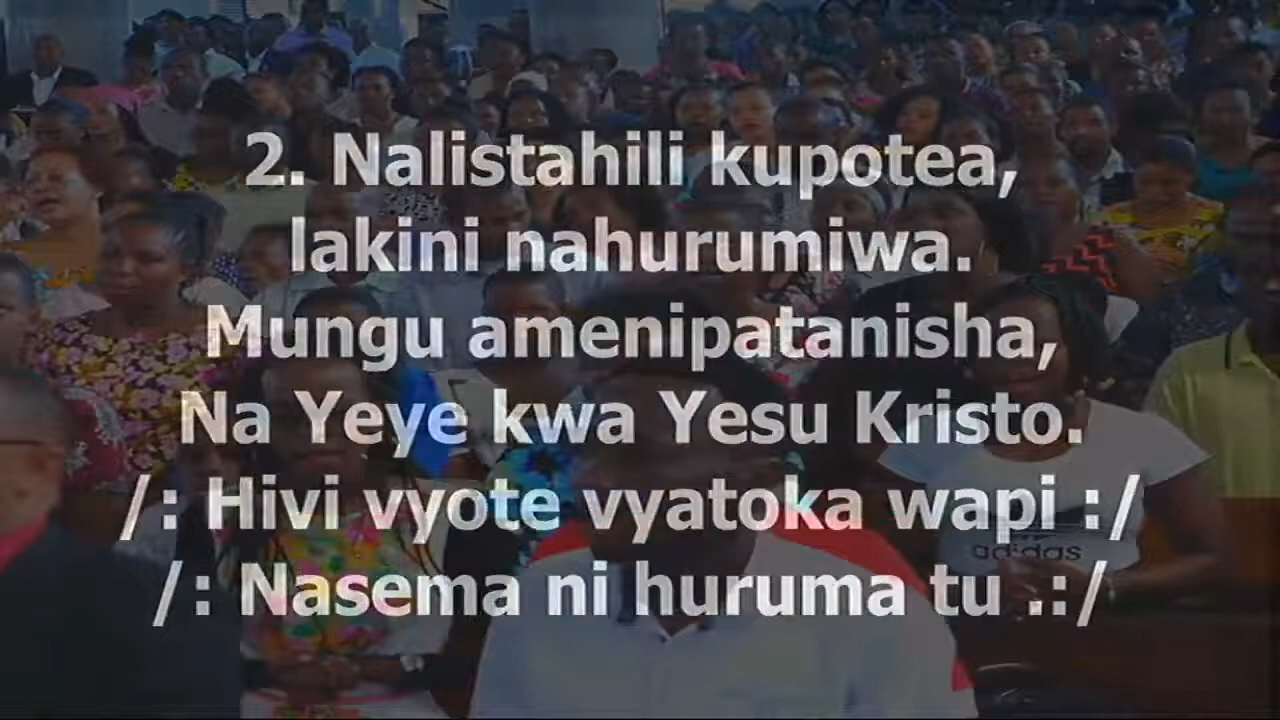 2. Nalistahili kupotea,
lakini nahurumiwa.
Mungu amenipatanisha,
Na Yeye kwa Yesu Kristo.
/: Hivi vyote vyatoka wapi :/
/: Nasema ni huruma tu .:/
adidas